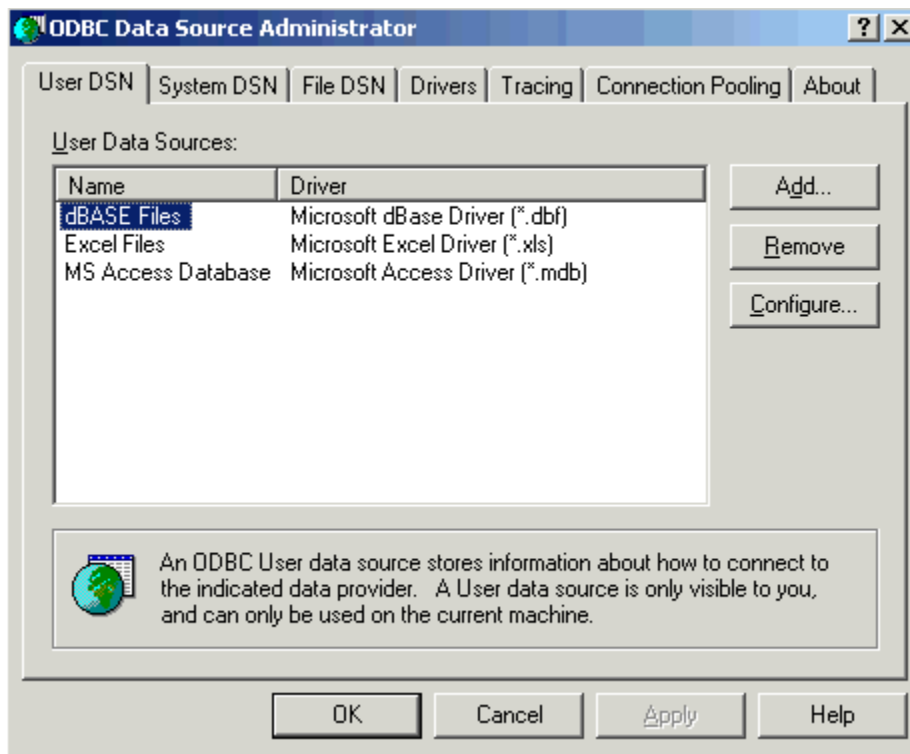 ODBC Data Source Administrator
User DSN System DSN File DSN Drivers Tracing Connection Pooling About
User Data Sources:
Name Driver
dBASE Files Microsoft dBase Driver (*.dbf)
Excel Files Microsoft Excel Driver (*.xls)
MS Access Database Microsoft Access Driver (*.mdb)
Add...
Remove
Configure...
An ODBC User data source stores information about how to connect to
the indicated data provider. A User data source is only visible to you,
and can only be used on the current machine.
OK Cancel Apply Help